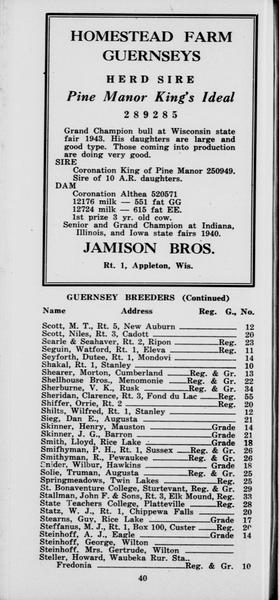 HOMESTEAD FARM
GUERNSEYS
HERD SIRE
Pine Manor King's Ideal
289285
Grand Champion bull at Wisconsin state
fair 1943. His daughters are large and
good type. Those coming into production
are doing very good.
SIRE
Coronation King of Pine Manor 250949.
Sire of 10 A.R. daughters.
DAM
Coronation Althea 520571
12176 milk — 551 fat GG
12724 milk — 615 fat EE.
1st prize 3 yr. old cow.
Senior and Grand Champion at Indiana,
Illinois, and Iowa state fairs 1940.
JAMISON BROS.
Rt. 1, Appleton, Wis.
GUERNSEY BREEDERS (Continued)
Name Address Reg. G., No.
Scott, M. T., Rt. 5, New Auburn 12
Scott, Niles, Rt. 3, Cadott 20
Searle & Seahaver, Rt. 2, Ripon Reg. 23
Seguin, Watford, Rt. 1, Eleva Reg. 11
Seyforth, Dutee, Rt. 1, Mondovi 14
Shakal, Rt. 1, Stanley 10
Shearer, Morton, Cumberland Reg. & Gr. 13
Shellhouse Bros., Menomonie Reg. & Gr. 22
Sherburne, V. K., Rusk Reg. & Gr. 34
Sheridan, Clarence, Rt. 3, Fond du Lac Reg. 55
Shiffer, Orrie, Rt. 2 Reg. 20
Shilts, Wilfred, Rt. 1, Stanley 12
Sieg, Dan E., Augusta 21
Skinner, Henry, Mauston Grade 14
Skinner, J. G., Barron Grade 21
Smith, Lloyd, Rice Lake Grade 18
Smifhyman, P. H., Rt. 1, Sussex Reg. & Gr. 26
Smithyman, R., Pewaukee Reg. & Gr. 26
Snider, Wilbur, Hawkins Grade 18
Solie, Truman, Augusta Reg. & Gr. 25
Springmeadows, Twin Lakes Reg. 25
St. Bonaventure College, Sturtevant, Reg. & Gr. 29
Stallman, John F. & Sons, Rt. 3, Elk Mound, Reg. 33
State Teachers College, Platteville Reg. 28
Statz, W. J., Rt. 1, Chippewa Falls 20
Stearns, Guy, Rice Lake Grade 17
Steffanus, M. J., Rt. 1, Box 100, Custer Reg.
Steinhoff, A. J., Eagle Grade 14
Steinhoff, George, Wilton
Steinhoff, Mrs. Gertrude, Wilton
Steller, Howard, Waubeka Rur. Sta.,
Fredonia Reg. & Gr. 10
40